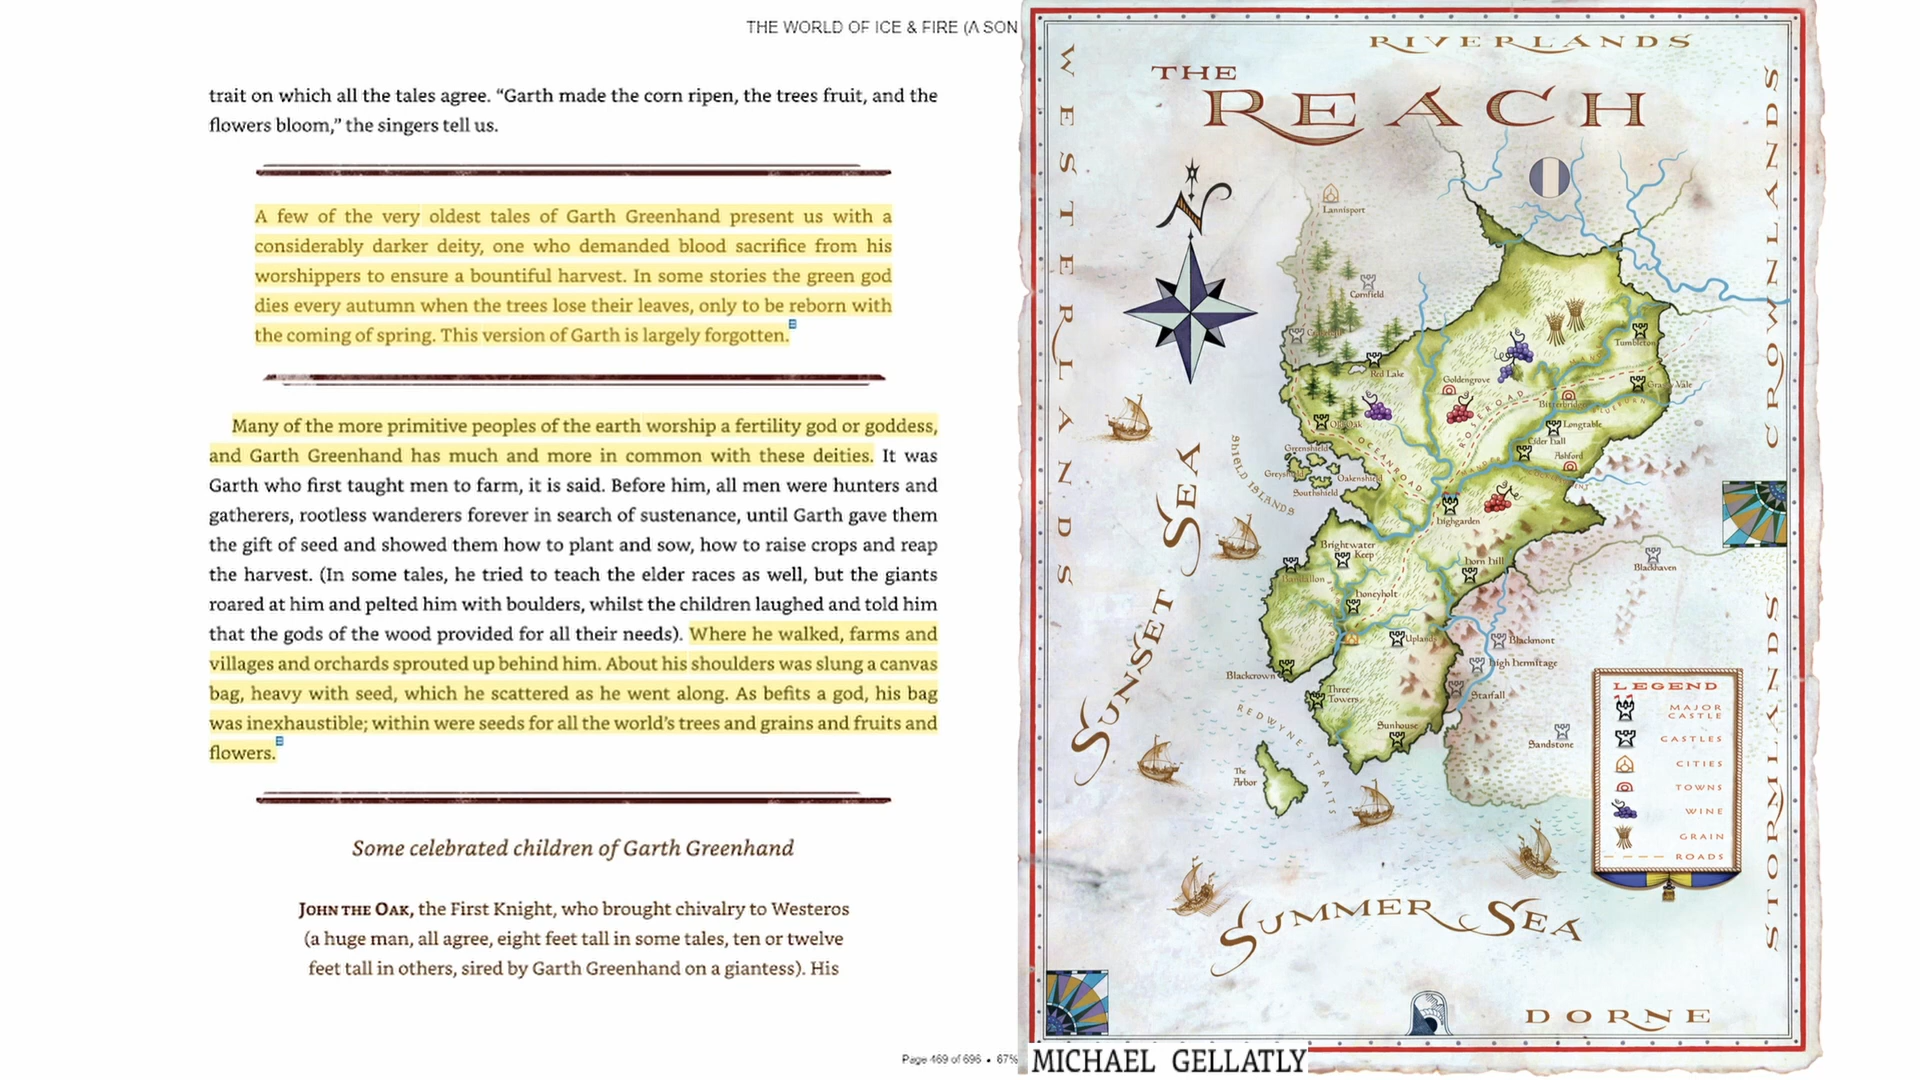 THE WORLD OF ICE & FIRE (A SON
trait on which all the tales agree. “Garth made the corn ripen, the trees fruit, and the
flowers bloom,” the singers tell us.
A few of the very oldest tales of Garth Greenhand present us with a
considerably darker deity, one who demanded blood sacrifice from his
worshippers to ensure a bountiful harvest. In some stories the green god
dies every autumn when the trees lose their leaves, only to be reborn with
the coming of spring. This version of Garth is largely forgotten.
Many of the more primitive peoples of the earth worship a fertility god or goddess,
and Garth Greenhand has much and more in common with these deities. It was
Garth who first taught men to farm, it is said. Before him, all men were hunters and
gatherers, rootless wanderers forever in search of sustenance, until Garth gave them
the gift of seed and showed them how to plant and sow, how to raise crops and reap
the harvest. (In some tales, he tried to teach the elder races as well, but the giants
roared at him and pelted him with boulders, whilst the children laughed and told him
that the gods of the wood provided for all their needs). Where he walked, farms and
villages and orchards sprouted up behind him. About his shoulders was slung a canvas
bag, heavy with seed, which he scattered as he went along. As befits a god, his bag
was inexhaustible; within were seeds for all the world’s trees and grains and fruits and
flowers.
Some celebrated children of Garth Greenhand
JOHN THE OAK, the First Knight, who brought chivalry to Westeros
(a huge man, all agree, eight feet tall in some tales, ten or twelve
feet tall in others, sired by Garth Greenhand on a giantess). His
Page 469 of 696 • 67%
RIVERLANDS
THE
REACH
WESTERLANDS
CROWNLANDS
STORMLANDS
N
Lannisport
Cornfield
Red Lake
Goldengrove
Tumbleton
Grassy Vale
Bitterbridge
MANDER
BLUEBURN
ROSEROAD
Old Oak
Longtable
Cider Hall
Ashford
OCEANROAD
Greenshield
Greyshield
Oakenshield
Southshield
SHIELD ISLANDS
Highgarden
SUNSET SEA
Brightwater
Keep
Bandallon
Horn Hill
Blackhaven
Honeyholt
Uplands
Blackmont
High Hermitage
Blackcrown
Three
Towers
Starfall
Sunhouse
REDWYNE STRAITS
The
Arbor
Sandstone
LEGEND
MAJOR
CASTLE
CASTLES
CITIES
TOWNS
WINE
GRAIN
ROADS
SUMMER SEA
DORNE
MICHAEL GELLATLY